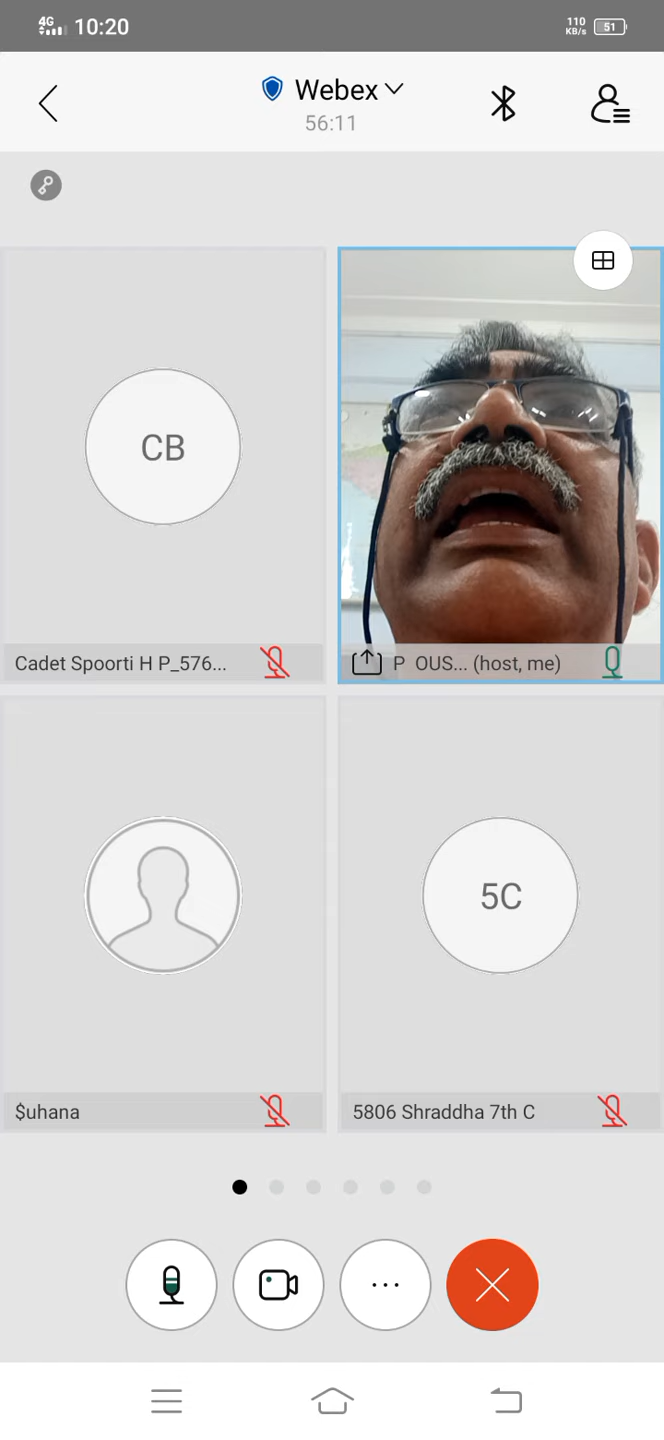 4G 10:20 110 KB/s 51
Webex
56:11
CB
Cadet Spoorti H P_576...
P OUS... (host, me)
5C
$uhana
5806 Shraddha 7th C